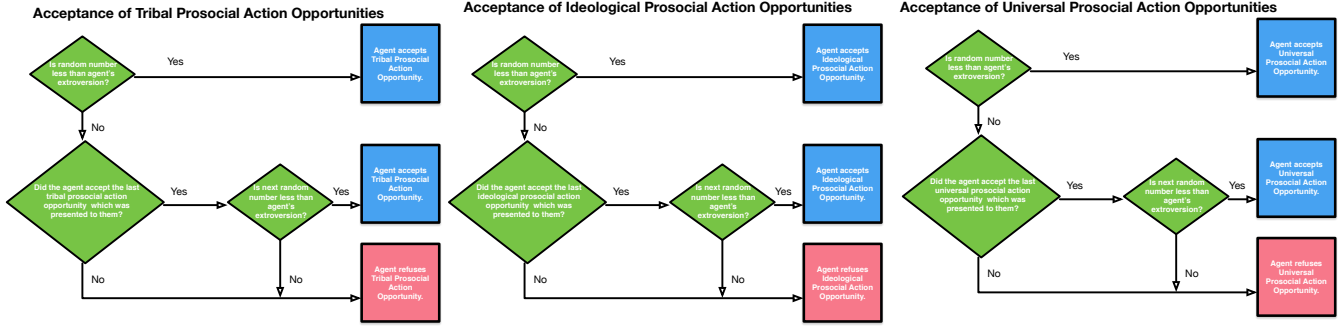 Acceptance of Tribal Prosocial Action Opportunities
Is random number
less than agent's
extroversion?
Yes
Agent accepts
Tribal Prosocial
Action
Opportunity.
No
Did the agent accept the last
tribal prosocial action
opportunity which was
presented to them?
Yes
Is next random
number less than
agent's
extroversion?
Yes
Agent accepts
Tribal Prosocial
Action
Opportunity.
No
No
Agent refuses
Tribal Prosocial
Action
Opportunity.
Acceptance of Ideological Prosocial Action Opportunities
Is random number
less than agent's
extroversion?
Yes
Agent accepts
Ideological
Prosocial Action
Opportunity.
No
Did the agent accept the last
ideological prosocial action
opportunity which was
presented to them?
Yes
Is next random
number less than
agent's
extroversion?
Yes
Agent accepts
Ideological
Prosocial Action
Opportunity.
No
No
Agent refuses
Ideological
Prosocial Action
Opportunity.
Acceptance of Universal Prosocial Action Opportunities
Is random number
less than agent's
extroversion?
Yes
Agent accepts
Universal
Prosocial Action
Opportunity.
No
Did the agent accept the last
universal prosocial action
opportunity which was
presented to them?
Yes
Is next random
number less than
agent's
extroversion?
Yes
Agent accepts
Universal
Prosocial Action
Opportunity.
No
No
Agent refuses
Universal
Prosocial Action
Opportunity.